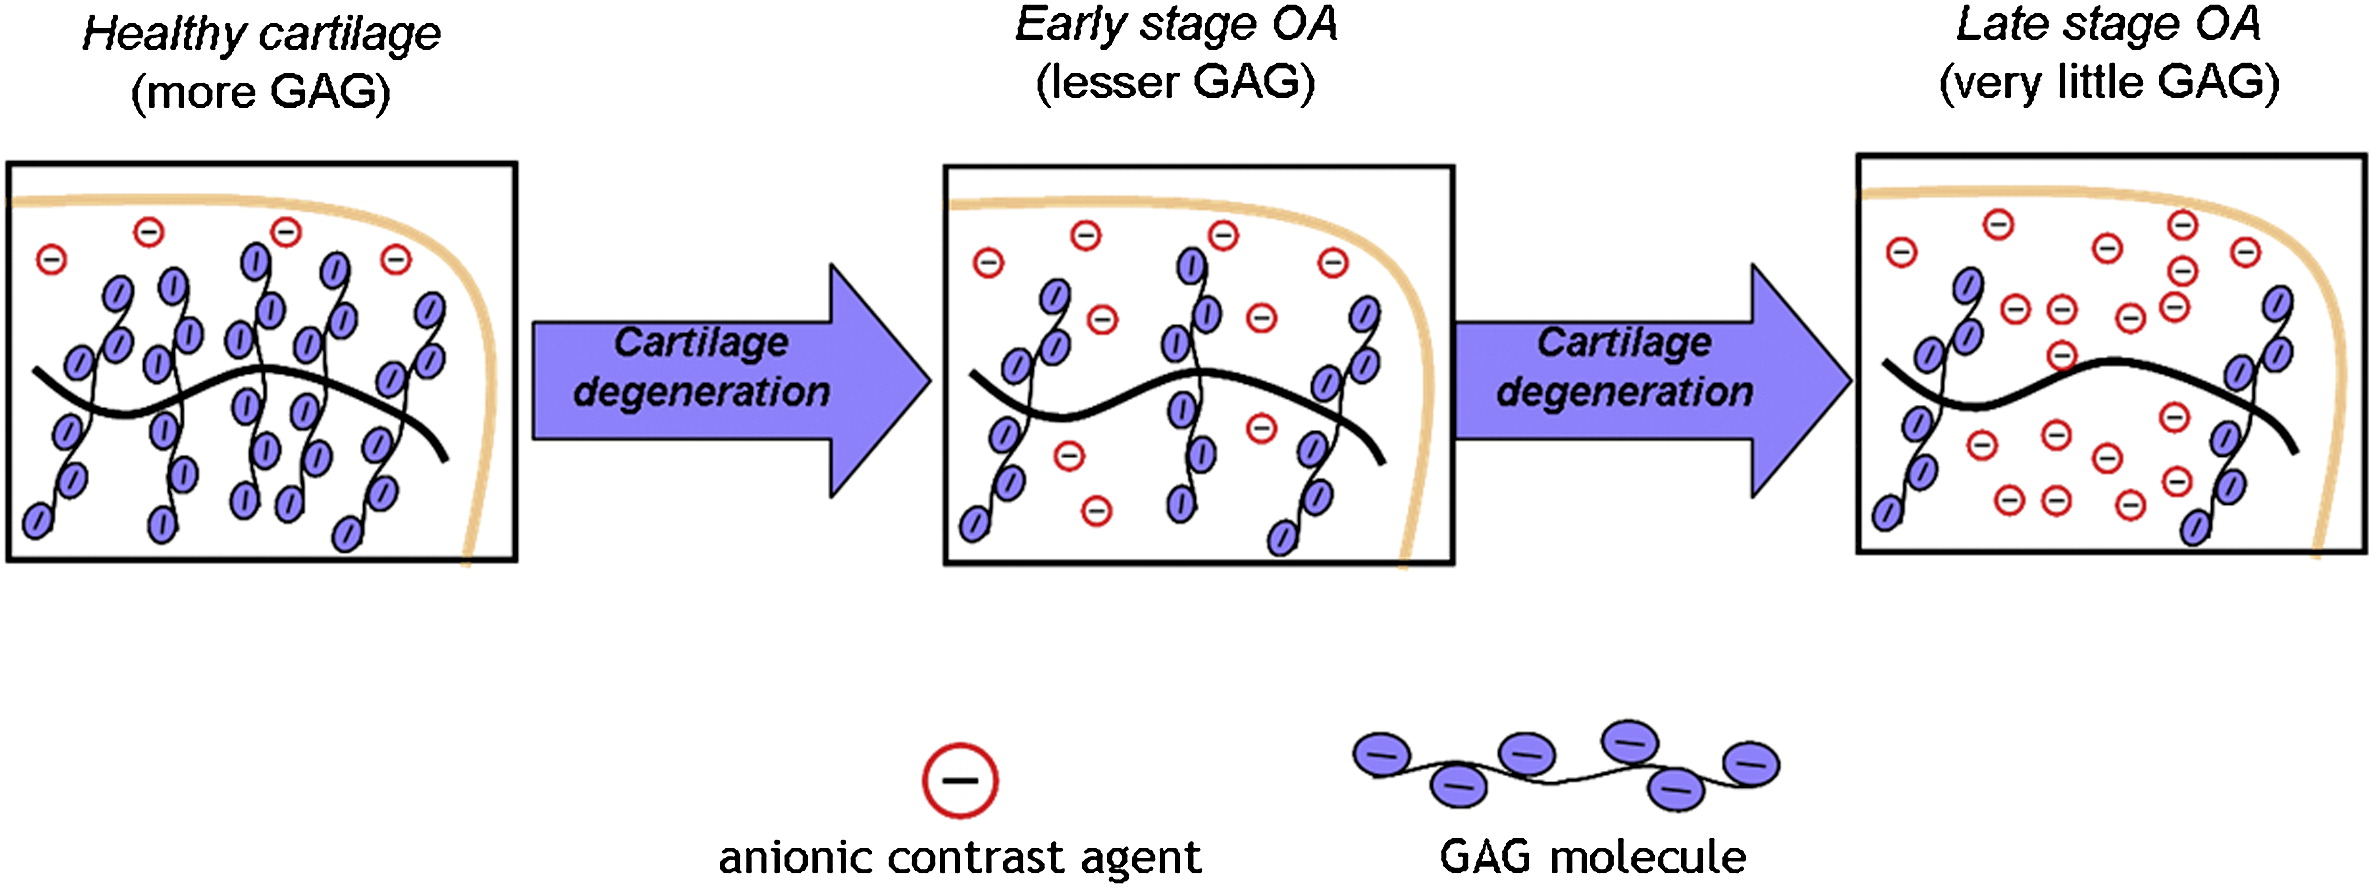 Healthy cartilage
(more GAG)
Early stage OA
(lesser GAG)
Late stage OA
(very little GAG)
Cartilage
degeneration
Cartilage
degeneration
anionic contrast agent
GAG molecule